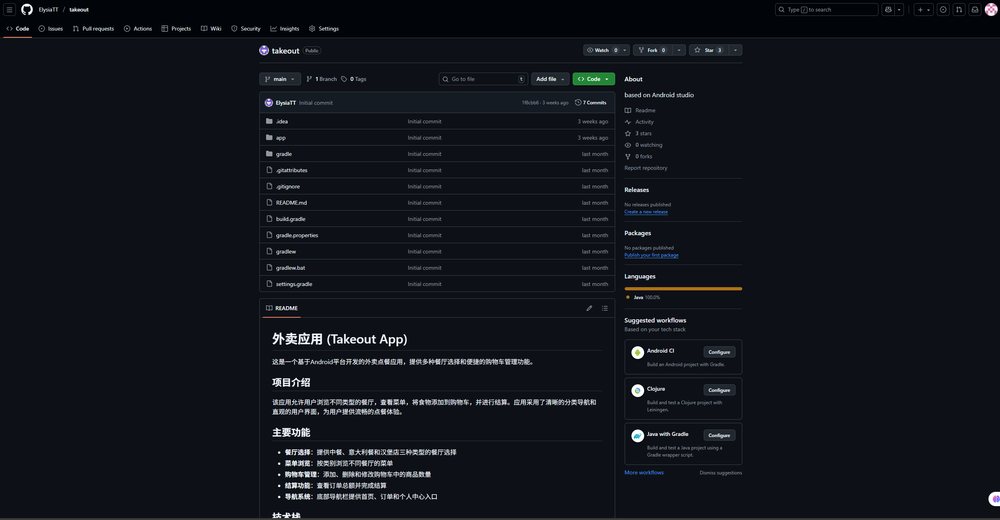 ElysiaTT / takeout
Type / to search
Code Issues Pull requests Actions Projects Wiki Security Insights Settings
takeout Public
Watch 0 Fork 0 Star 3
main 1 Branch 0 Tags
Go to file t Add file Code
ElysiaTT Initial commit 1f8cbb6 · 3 weeks ago 7 Commits
.idea Initial commit 3 weeks ago
app Initial commit 3 weeks ago
gradle Initial commit last month
.gitattributes Initial commit last month
.gitignore Initial commit last month
README.md Initial commit last month
build.gradle Initial commit last month
gradle.properties Initial commit last month
gradlew Initial commit last month
gradlew.bat Initial commit last month
settings.gradle Initial commit last month
README
外卖应用 (Takeout App)
这是一个基于Android平台开发的外卖点餐应用，提供多种餐厅选择和便捷的购物车管理功能。
项目介绍
该应用允许用户浏览不同类型的餐厅，查看菜单，将食物添加到购物车，并进行结算。应用采用了清晰的分类导航和
直观的用户界面，为用户提供流畅的点餐体验。
主要功能
餐厅选择：提供中餐、意大利餐和汉堡店三种类型的餐厅选择
菜单浏览：按类别浏览不同餐厅的菜单
购物车管理：添加、删除和修改购物车中的商品数量
结算功能：查看订单总额并完成结算
导航系统：底部导航栏提供首页、订单和个人中心入口
技术栈
About
based on Android studio
Readme
Activity
3 stars
0 watching
0 forks
Report repository
Releases
No releases published
Create a new release
Packages
No packages published
Publish your first package
Languages
Java 100.0%
Suggested workflows
Based on your tech stack
Android CI Configure
Build an Android project with Gradle.
Clojure Configure
Build and test a Clojure project with
Leiningen.
Java with Gradle Configure
Build and test a Java project using a
Gradle wrapper script.
More workflows Dismiss suggestions